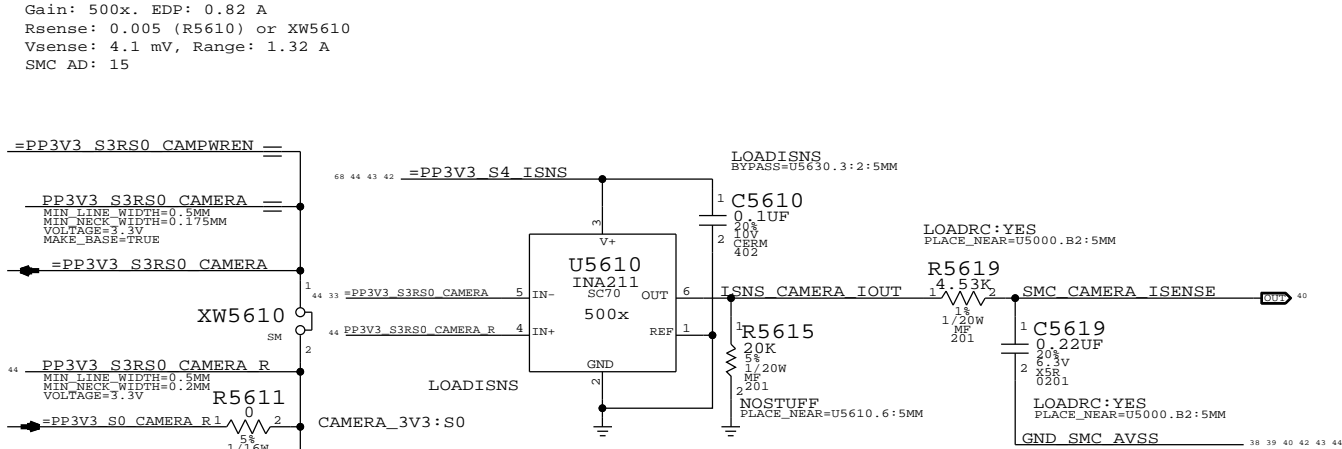 Gain: 500x. EDP: 0.82 A
Rsense: 0.005 (R5610) or XW5610
Vsense: 4.1 mV, Range: 1.32 A
SMC AD: 15
=PP3V3_S3RS0_CAMPWREN
PP3V3_S3RS0_CAMERA
MIN_LINE_WIDTH=0.5MM
MIN_NECK_WIDTH=0.175MM
VOLTAGE=3.3V
MAKE_BASE=TRUE
=PP3V3_S3RS0_CAMERA
1
XW5610
SM
2
44
PP3V3_S3RS0_CAMERA_R
MIN_LINE_WIDTH=0.5MM
MIN_NECK_WIDTH=0.2MM
VOLTAGE=3.3V
R5611
0
=PP3V3_S0_CAMERA_R 1 2
5%
1/16W
CAMERA_3V3:S0
68 44 43 42 =PP3V3_S4_ISNS
LOADISNS
BYPASS=U5630.3:2:5MM
1
C5610
0.1UF
20%
10V
2
CERM
402
3
V+
U5610
INA211
SC70
500x
44 33 =PP3V3_S3RS0_CAMERA 5 IN-
44 PP3V3_S3RS0_CAMERA_R 4 IN+
OUT 6
REF 1
GND
2
LOADISNS
ISNS_CAMERA_IOUT
1
R5615
20K
5%
1/20W
MF
2 201
NOSTUFF
PLACE_NEAR=U5610.6:5MM
LOADRC:YES
PLACE_NEAR=U5000.B2:5MM
R5619
4.53K
1 2
1%
1/20W
MF
201
SMC_CAMERA_ISENSE
OUT 40
1
C5619
0.22UF
20%
6.3V
2
X5R
0201
LOADRC:YES
PLACE_NEAR=U5000.B2:5MM
GND_SMC_AVSS
38 39 40 42 43 44